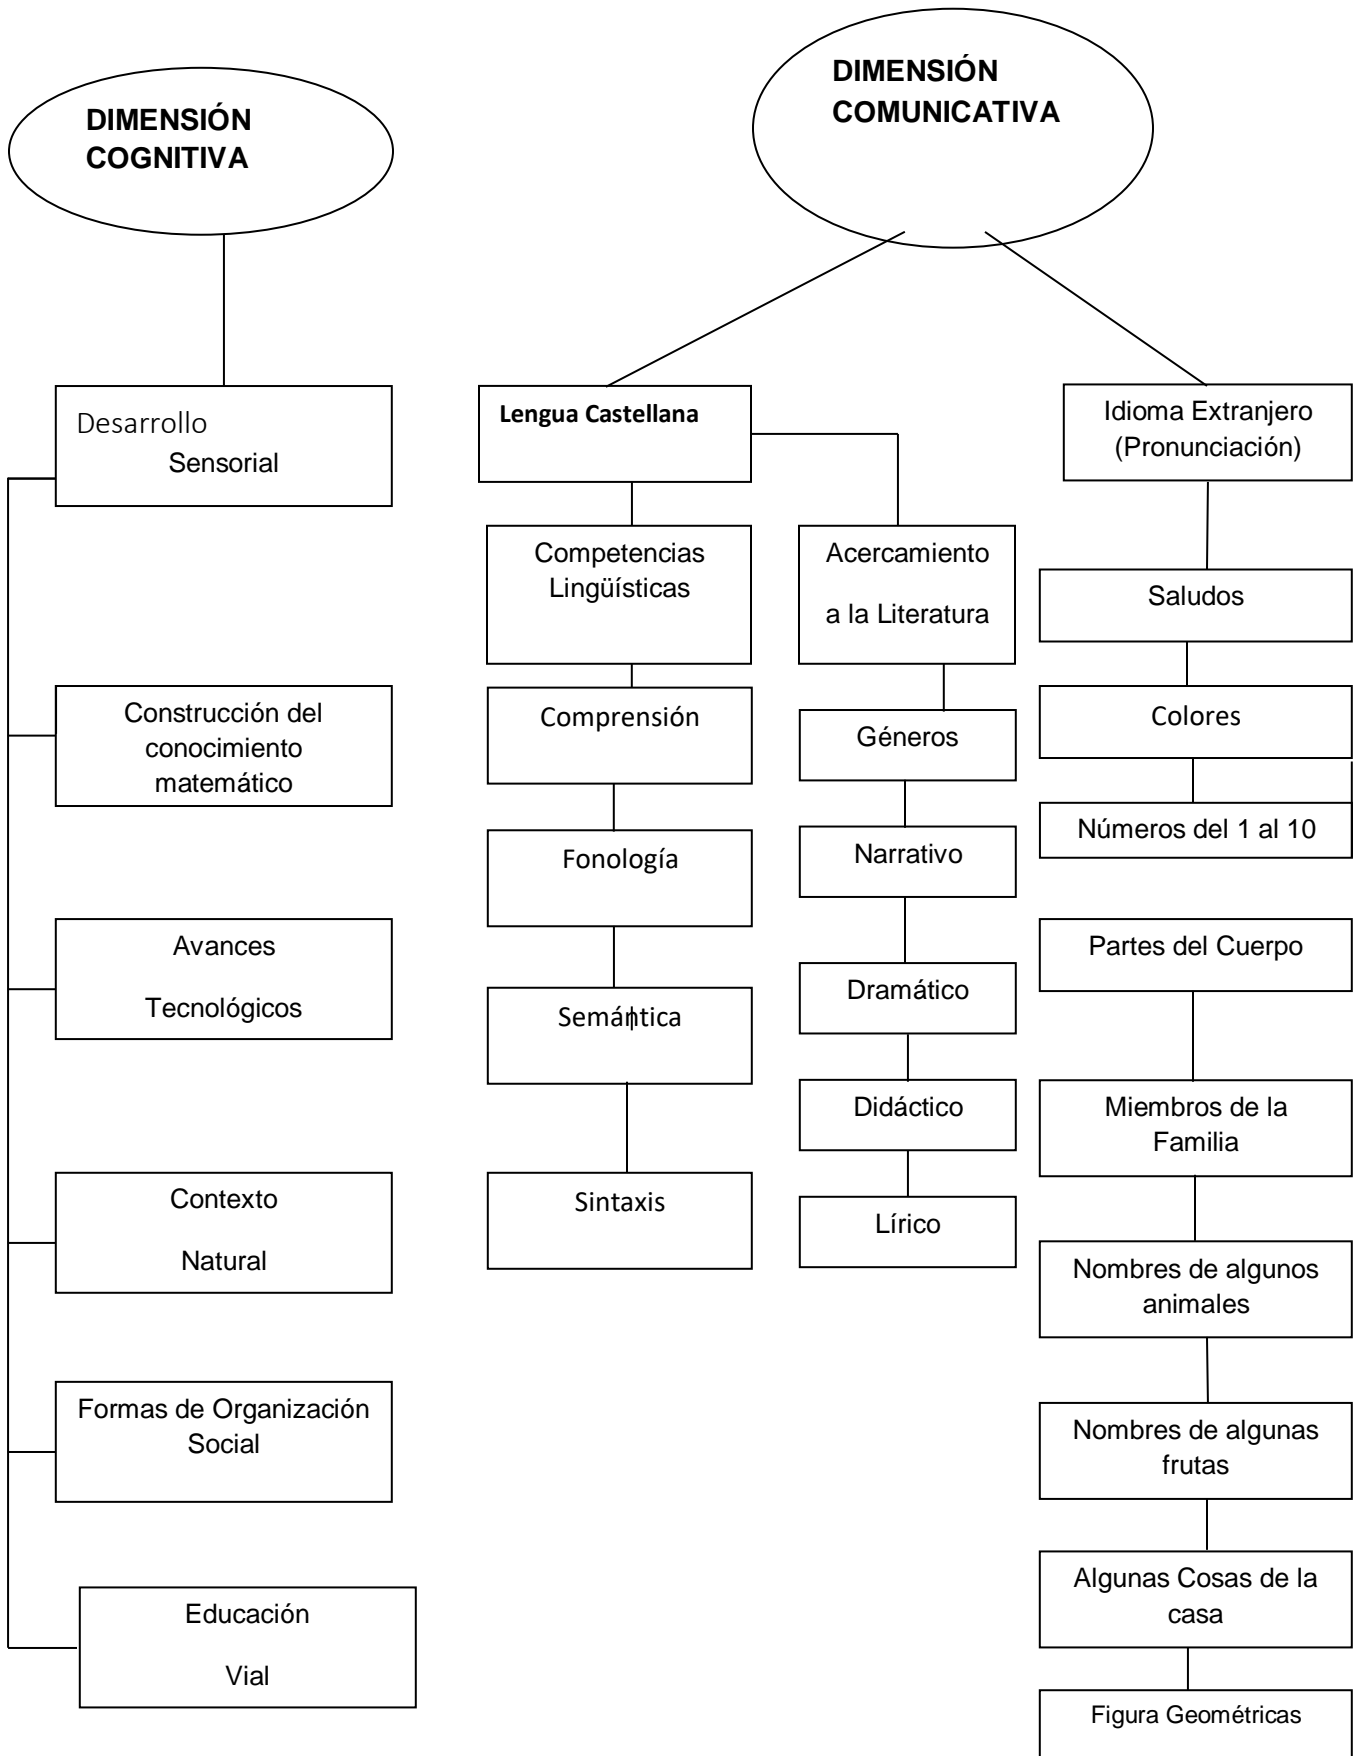 DIMENSIÓN
COGNITIVA
DIMENSIÓN
COMUNICATIVA
Desarrollo
Sensorial
Construcción del
conocimiento
matemático
Avances
Tecnológicos
Contexto
Natural
Formas de Organización
Social
Educación
Vial
Lengua Castellana
Competencias
Lingüísticas
Comprensión
Fonología
Semántica
Sintaxis
Acercamiento
a la Literatura
Géneros
Narrativo
Dramático
Didáctico
Lírico
Idioma Extranjero
(Pronunciación)
Saludos
Colores
Números del 1 al 10
Partes del Cuerpo
Miembros de la
Familia
Nombres de algunos
animales
Nombres de algunas
frutas
Algunas Cosas de la
casa
Figura Geométricas